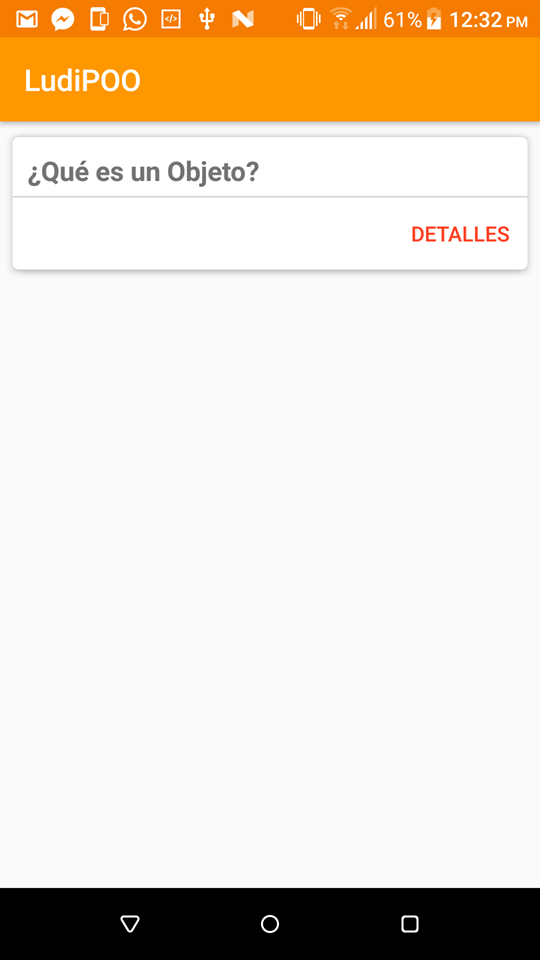 61% 12:32 PM
LudiPOO
¿Qué es un Objeto?
DETALLES